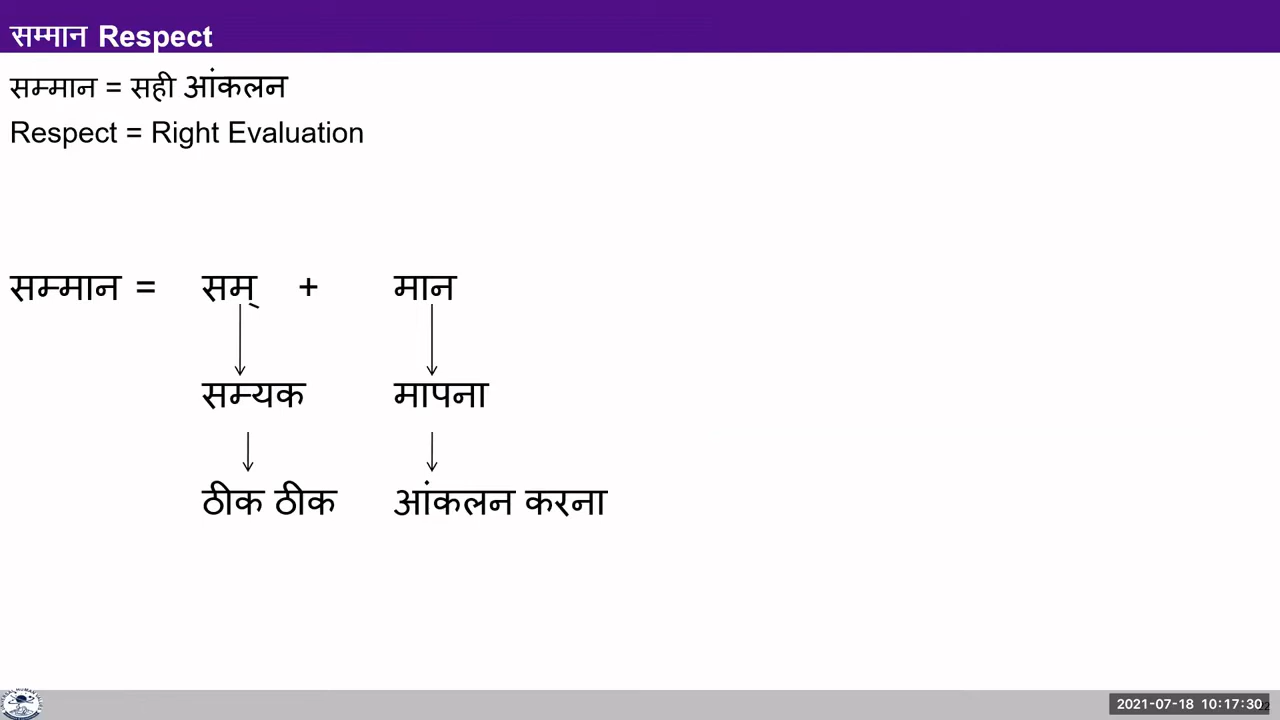 सम्मान Respect
सम्मान = सही आंकलन
Respect = Right Evaluation
सम्मान = सम् + मान
सम्यक मापना
ठीक ठीक आंकलन करना
2021-07-18 10:17:30